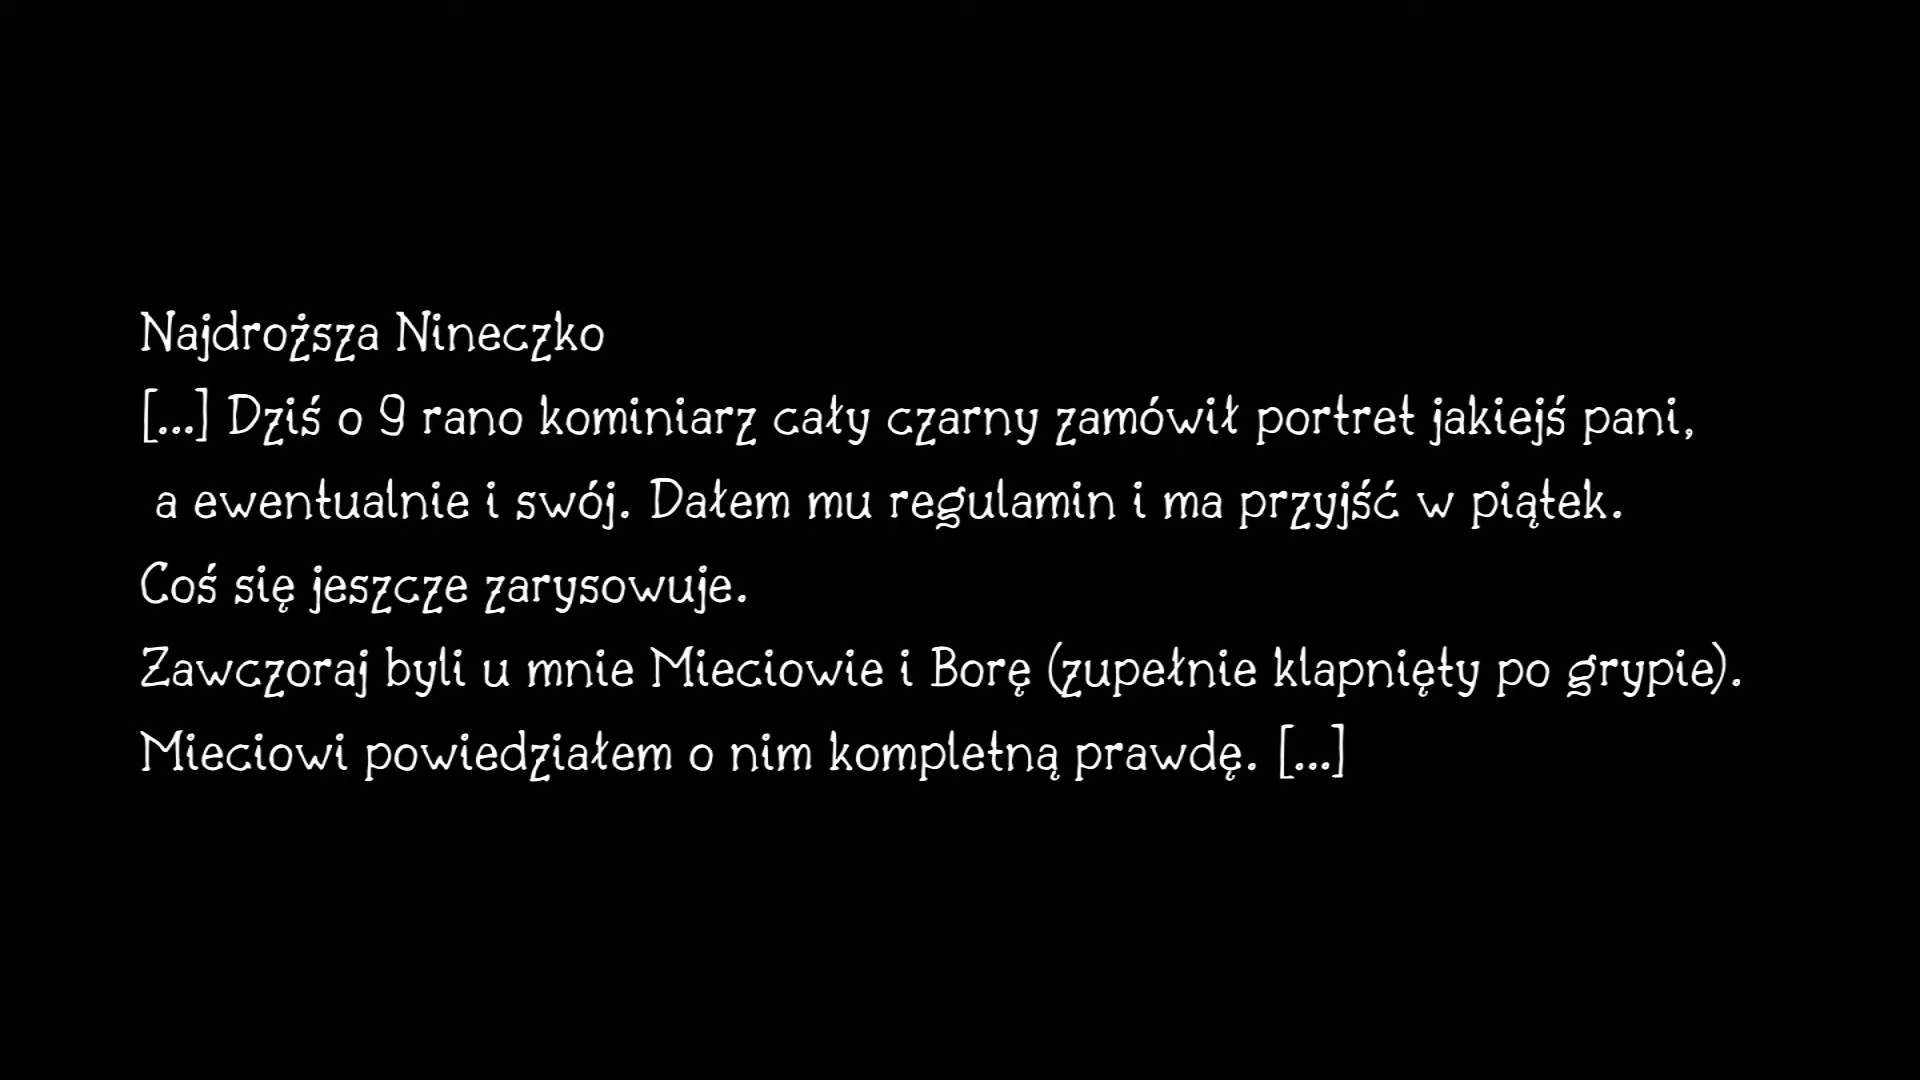 Najdroższa Nineczko
[...] Dziś o 9 rano kominiarz cały czarny zamówił portret jakiejś pani,
a ewentualnie i swój. Dałem mu regulamin i ma przyjść w piątek.
Coś się jeszcze zarysowuje.
Zawczoraj byli u mnie Mieciowie i Borę (zupełnie klapnięty po grypie).
Mieciowi powiedziałem o nim kompletną prawdę. [...]